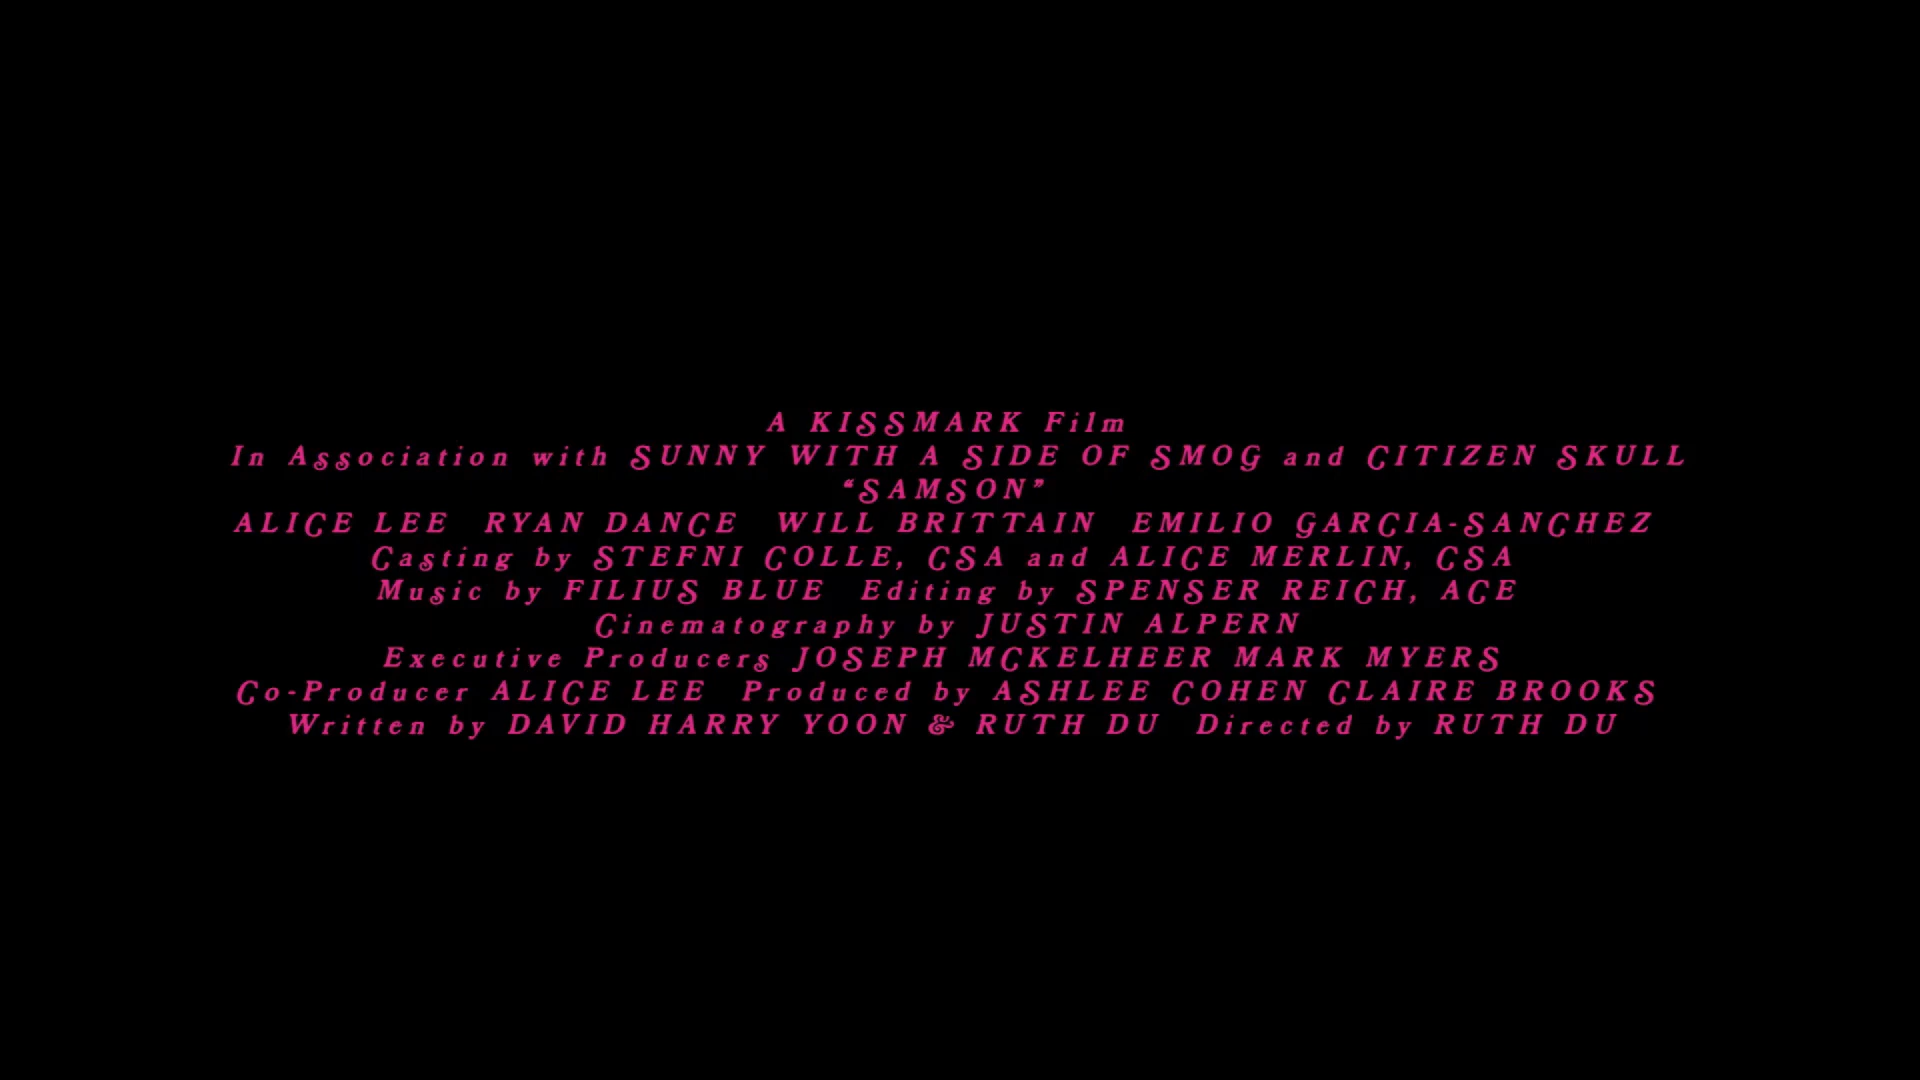 A KISSMARK Film
In Association with SUNNY WITH A SIDE OF SMOG and CITIZEN SKULL
“SAMSON”
ALICE LEE RYAN DANCE WILL BRITTAIN EMILIO GARCIA-SANCHEZ
Casting by STEFNI COLLE, CSA and ALICE MERLIN, CSA
Music by FILIUS BLUE Editing by SPENSER REICH, ACE
Cinematography by JUSTIN ALPERN
Executive Producers JOSEPH MCKELHEER MARK MYERS
Co-Producer ALICE LEE Produced by ASHLEE COHEN CLAIRE BROOKS
Written by DAVID HARRY YOON & RUTH DU Directed by RUTH DU